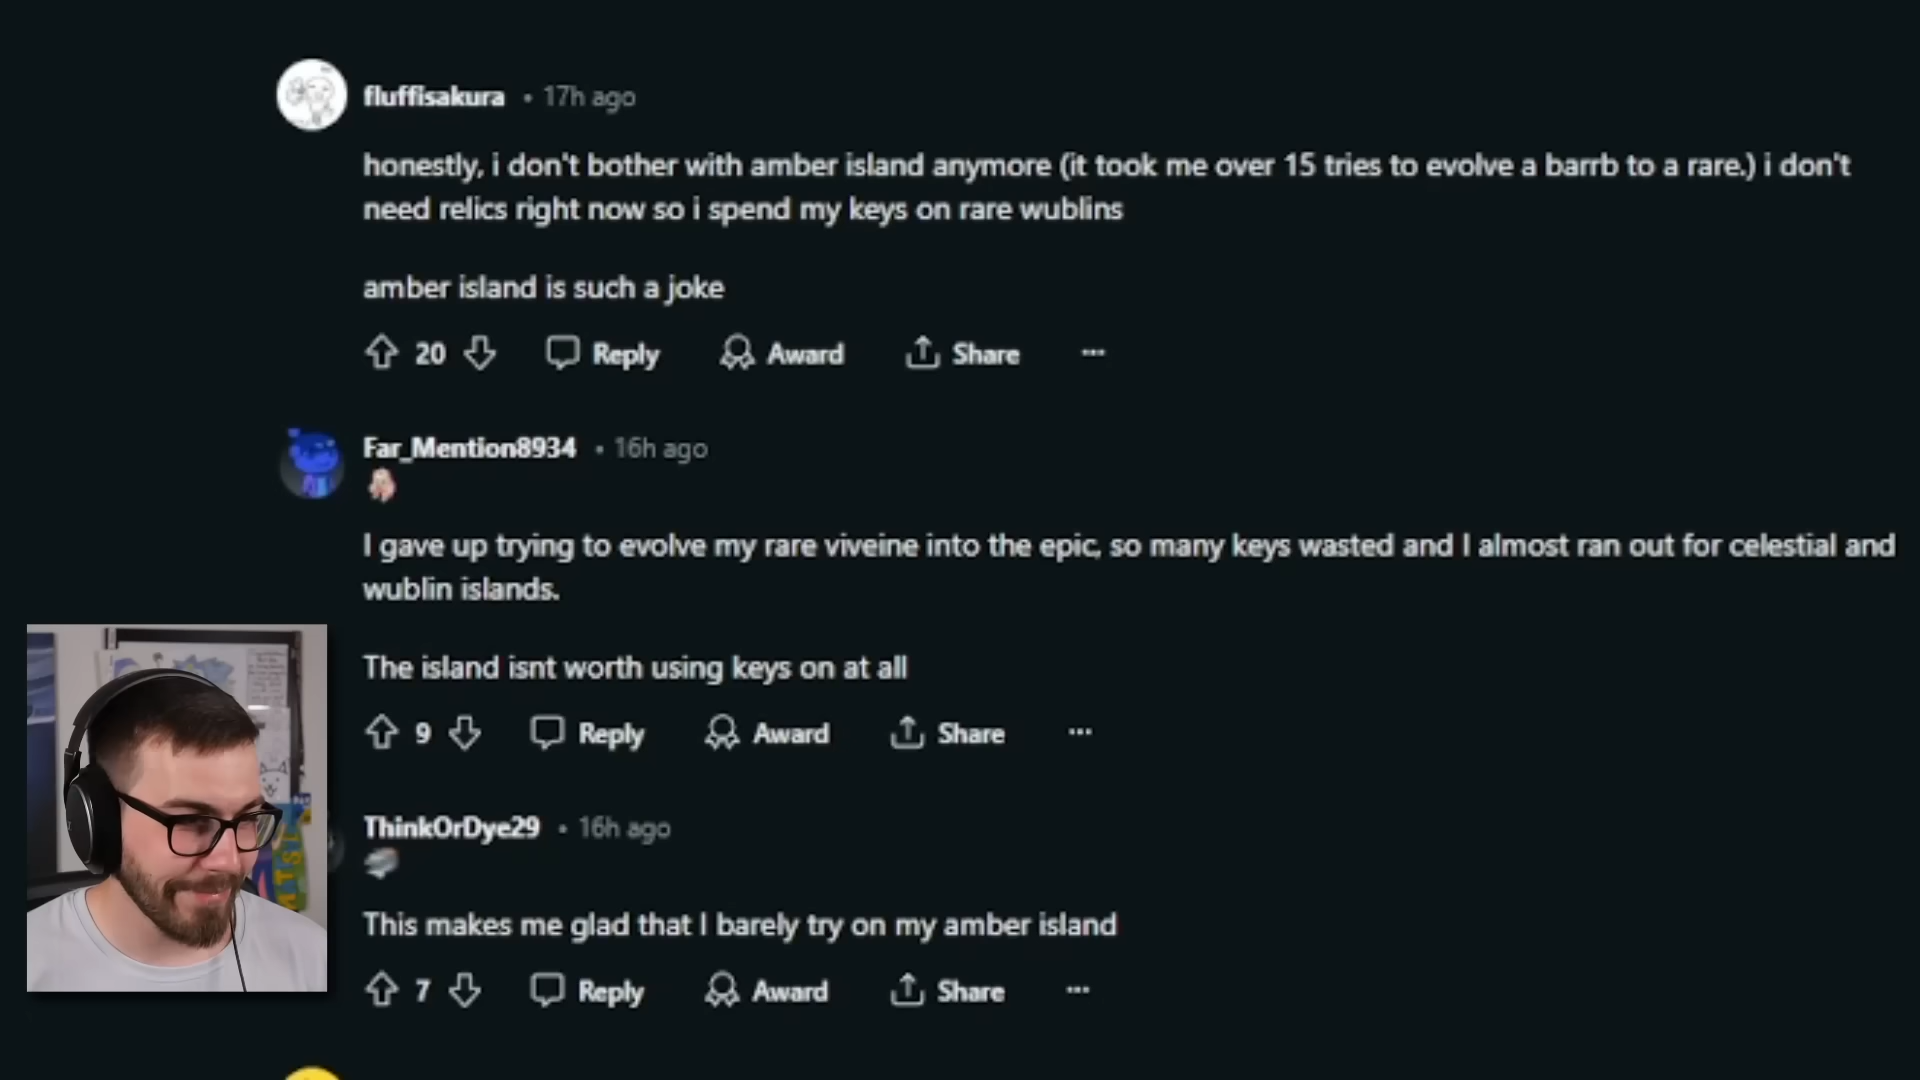 fluffisakura • 17h ago
honestly, i don't bother with amber island anymore (it took me over 15 tries to evolve a barrb to a rare.) i don't
need relics right now so i spend my keys on rare wublins
amber island is such a joke
20 Reply Award Share ...
Far_Mention8934 • 16h ago
I gave up trying to evolve my rare viveine into the epic, so many keys wasted and I almost ran out for celestial and
wublin islands.
The island isnt worth using keys on at all
9 Reply Award Share ...
ThinkOrDye29 • 16h ago
This makes me glad that I barely try on my amber island
7 Reply Award Share ...